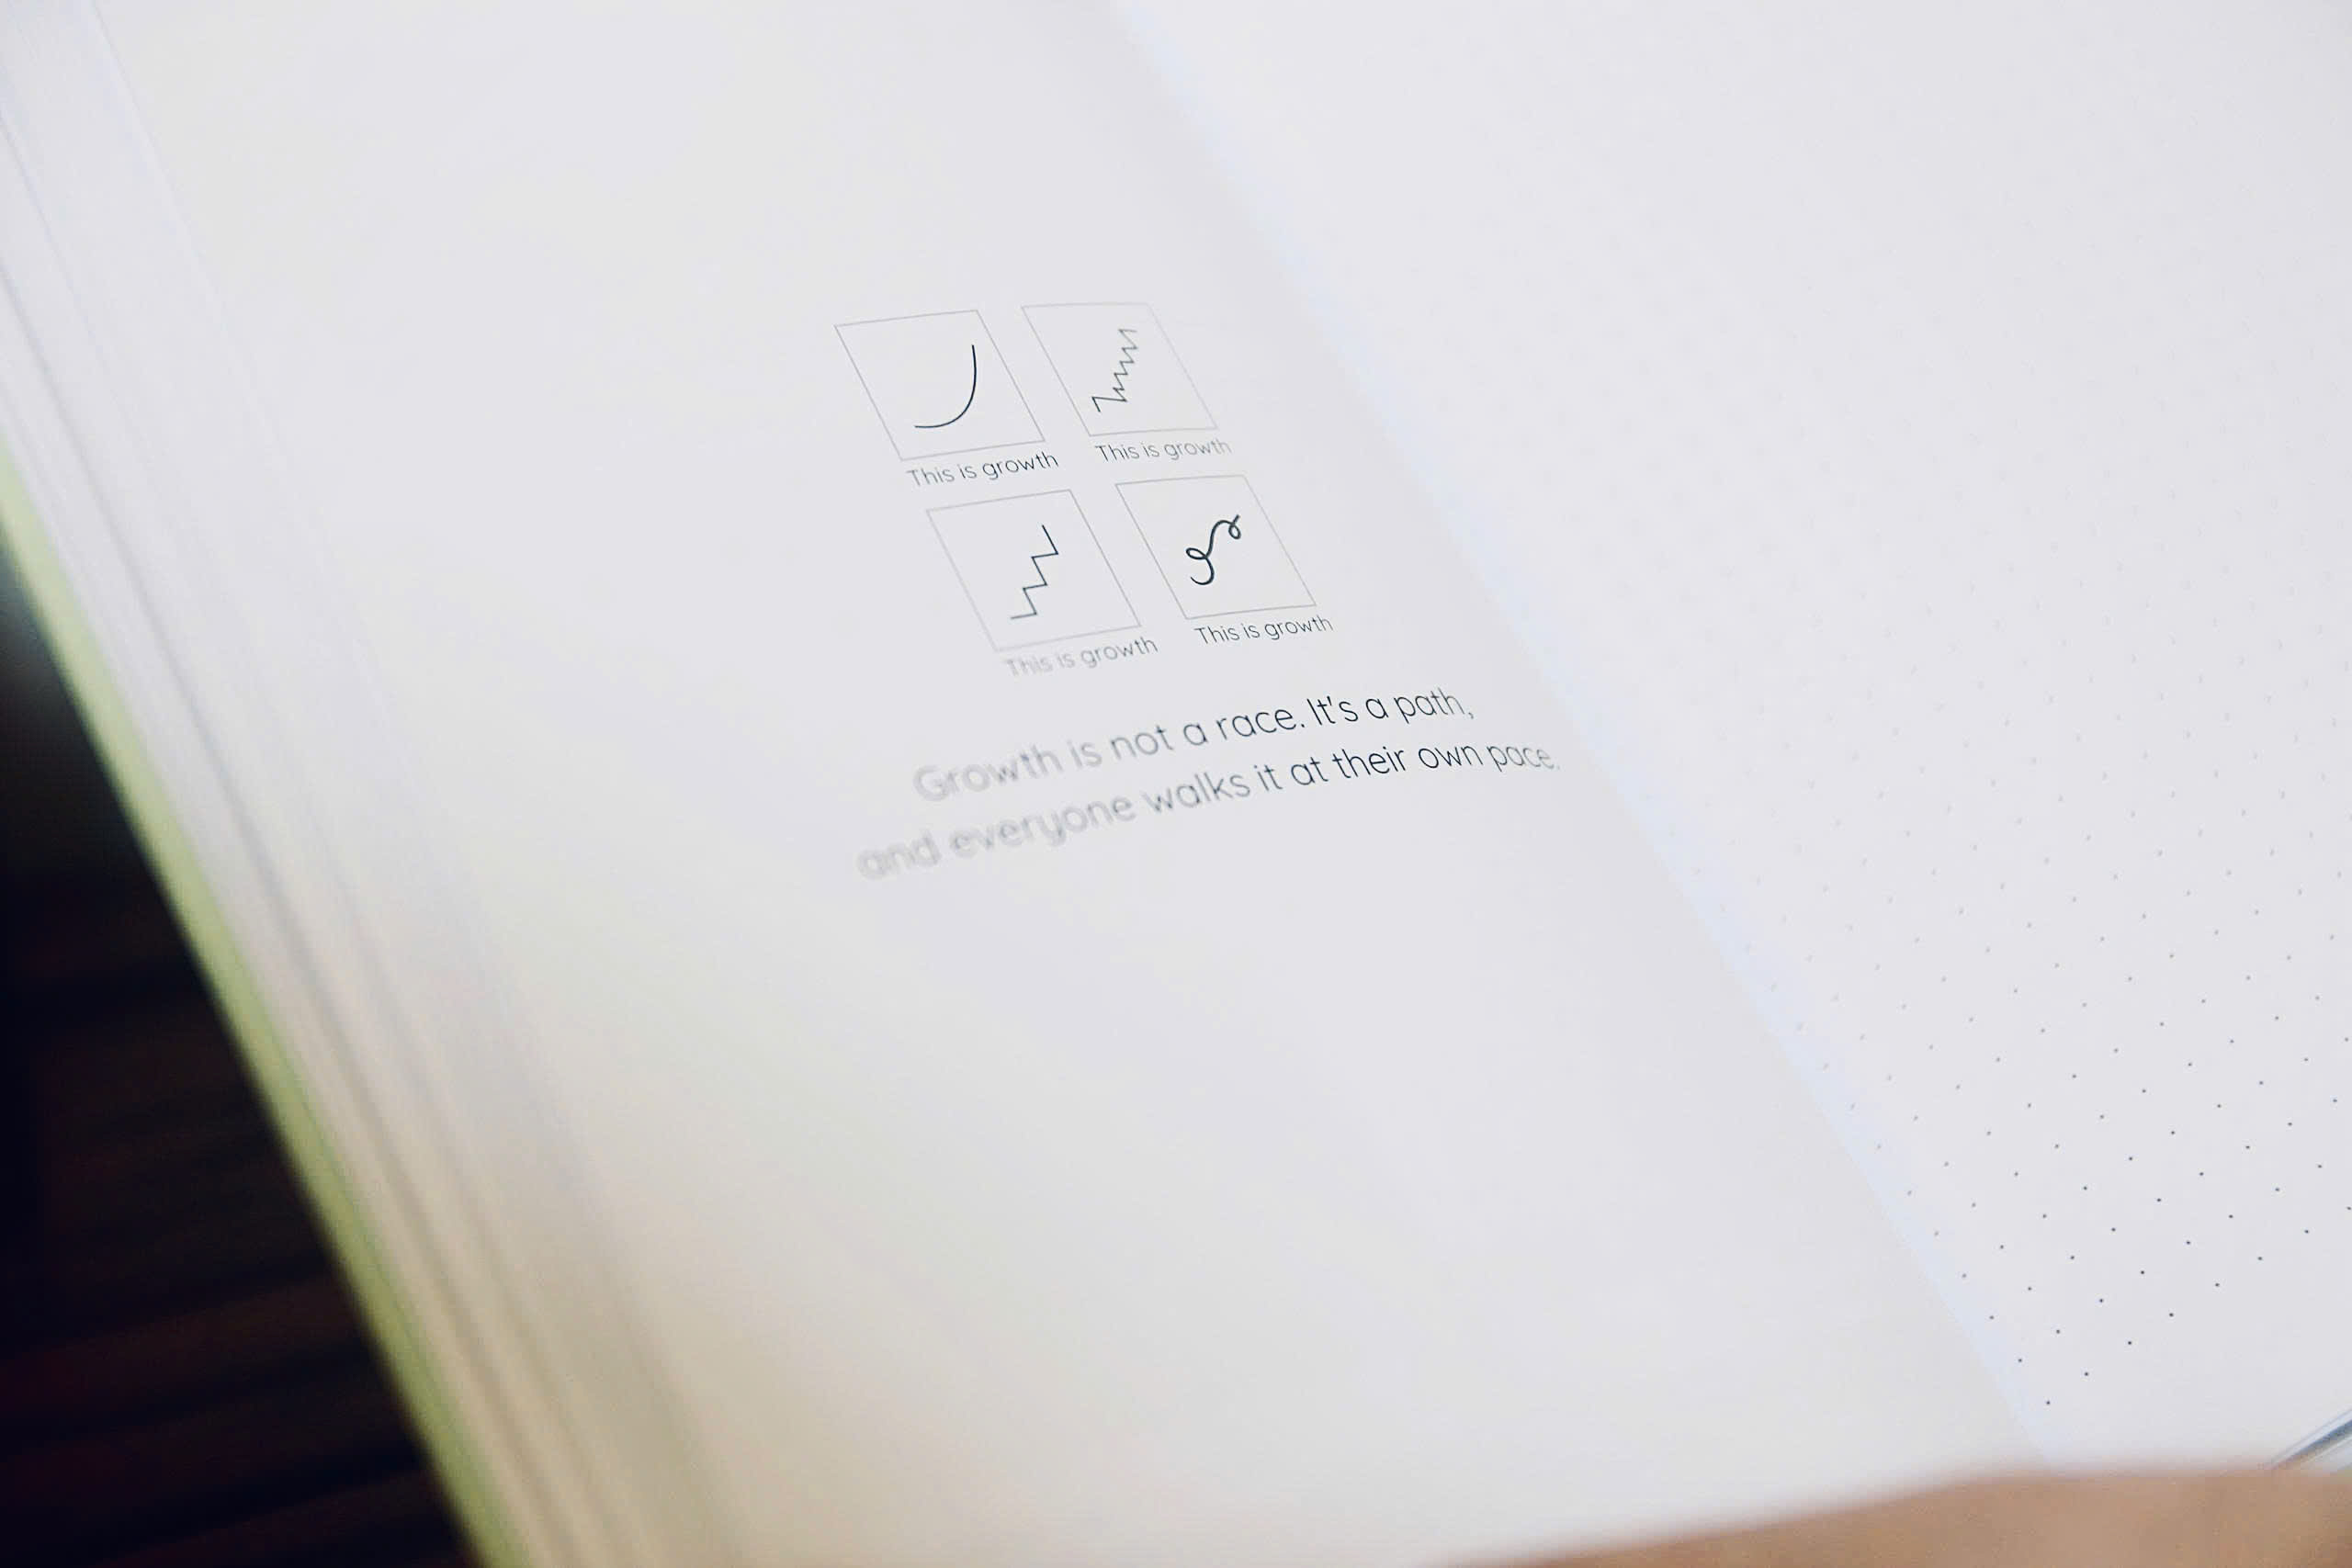 This is growth
This is growth
This is growth
This is growth
Growth is not a race. It's a path,
and everyone walks it at their own pace.